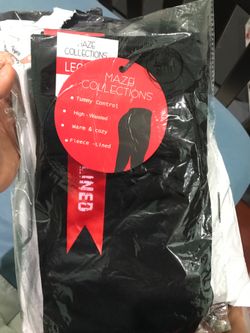 MAZE
COLLECTIONS
LEG
MAZE
COLLECTIONS
Tummy Control
High-Waisted
Warm & Cozy
Fleece-Lined
LINED